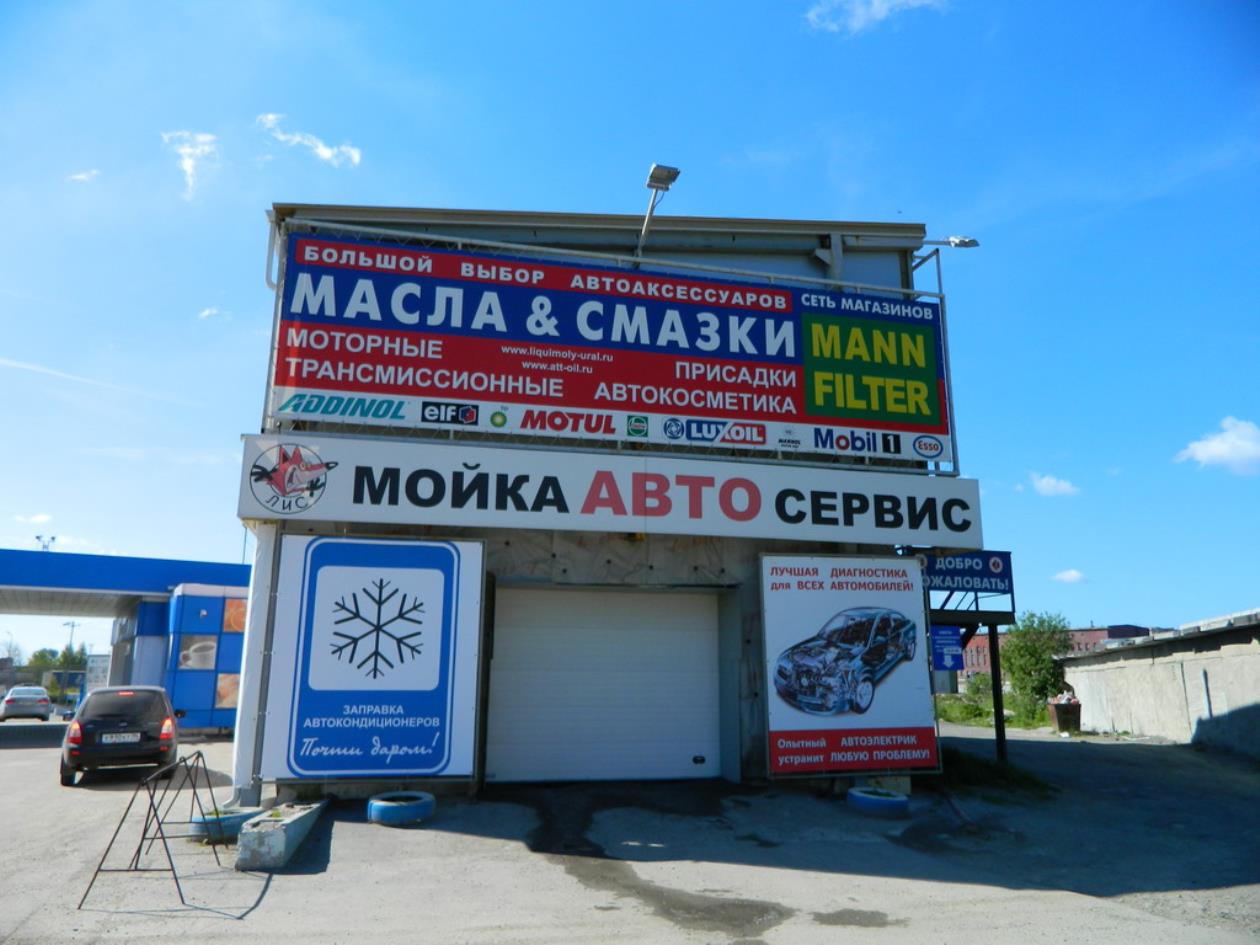 БОЛЬШОЙ ВЫБОР АВТОАКСЕССУАРОВ
МАСЛА & СМАЗКИ
МОТОРНЫЕ
ТРАНСМИССИОННЫЕ
www.liquimoly-ural.ru
www.att-oil.ru
ПРИСАДКИ
АВТОКОСМЕТИКА
СЕТЬ МАГАЗИНОВ
MANN
FILTER
ADDINOL elf bp MOTUL LUXOIL MANNOL Mobil 1 Esso
ЛИС
МОЙКА АВТО СЕРВИС
ЗАПРАВКА
АВТОКОНДИЦИОНЕРОВ
Почти даром!
ЛУЧШАЯ ДИАГНОСТИКА
для ВСЕХ АВТОМОБИЛЕЙ!
Опытный АВТОЭЛЕКТРИК
устранит ЛЮБУЮ ПРОБЛЕМУ!
ДОБРО
ПОЖАЛОВАТЬ!